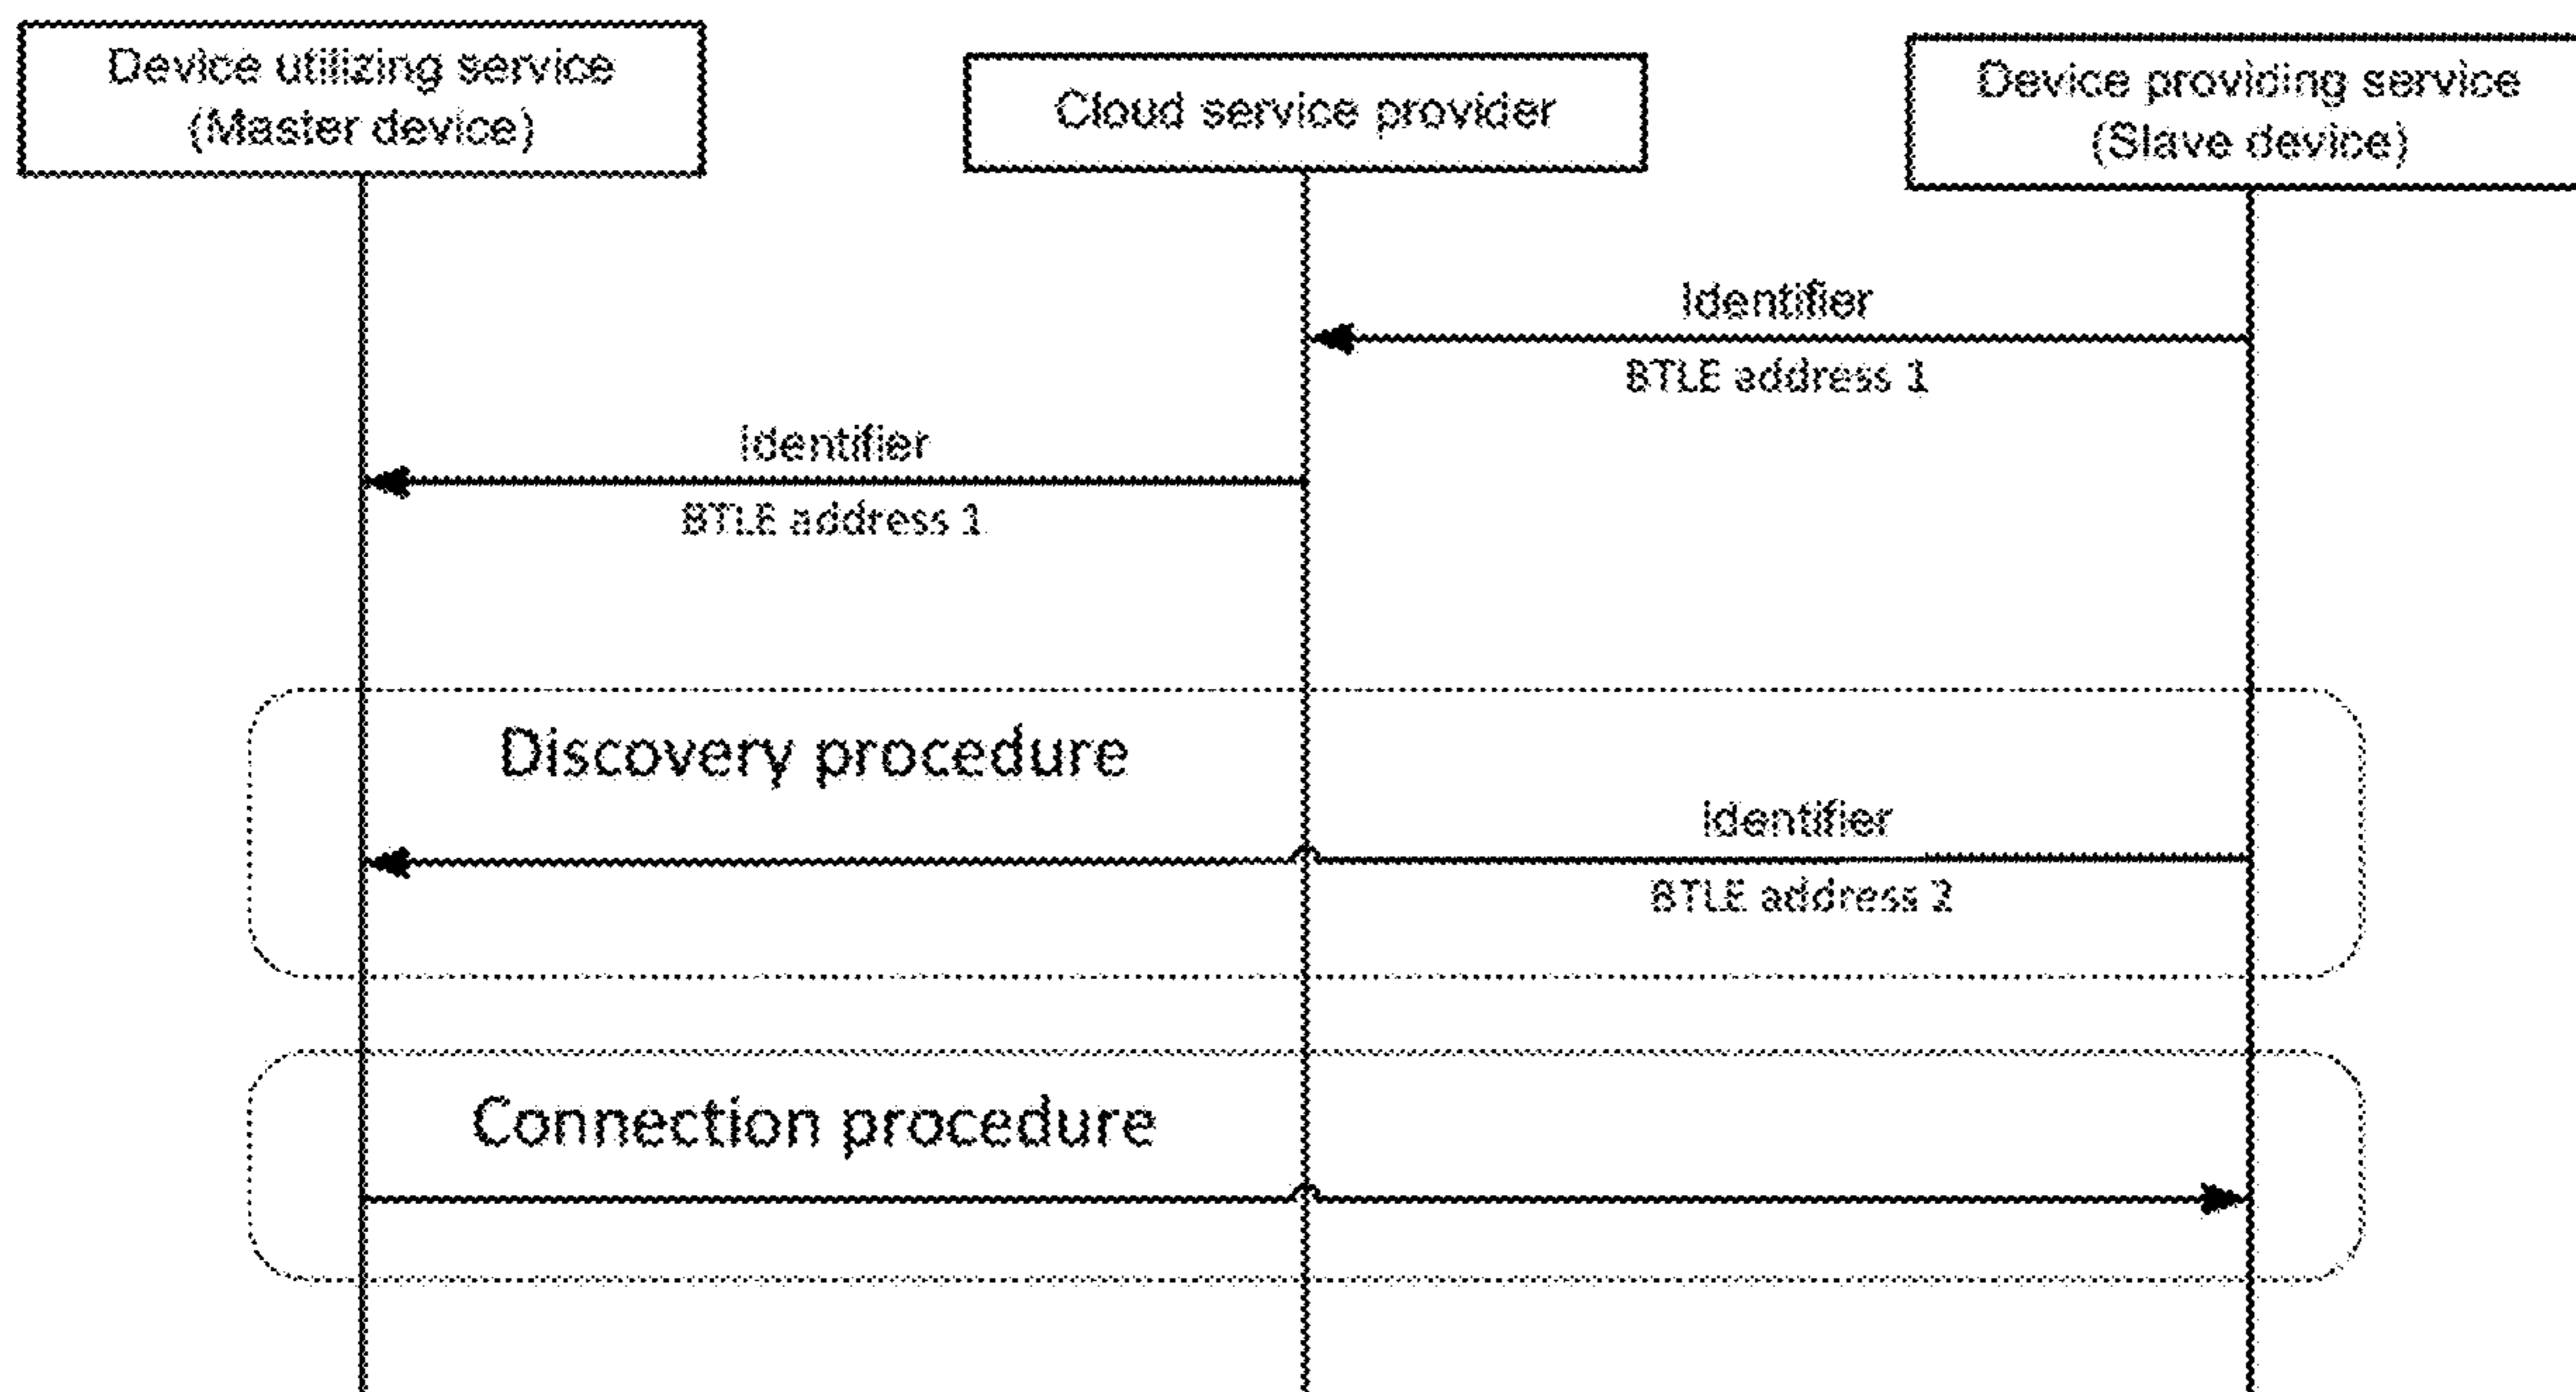 Device utilizing service
(Master device)
Cloud service provider
Device providing service
(Slave device)
Identifier
BTLE address 1
Identifier
BTLE address 1
Discovery procedure
Identifier
BTLE address 2
Connection procedure